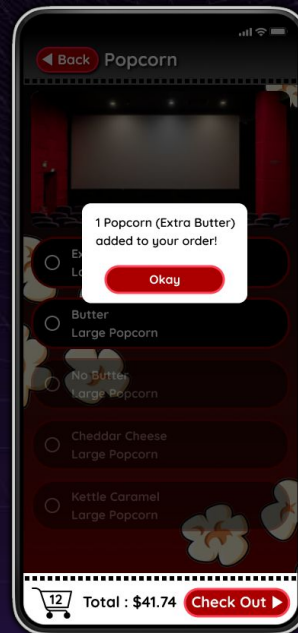 Back
Popcorn
1 Popcorn (Extra Butter)
added to your order!
Okay
Butter
Large Popcorn
No Butter
Large Popcorn
Cheddar Cheese
Large Popcorn
Kettle Caramel
Large Popcorn
12
Total : $41.74
Check Out